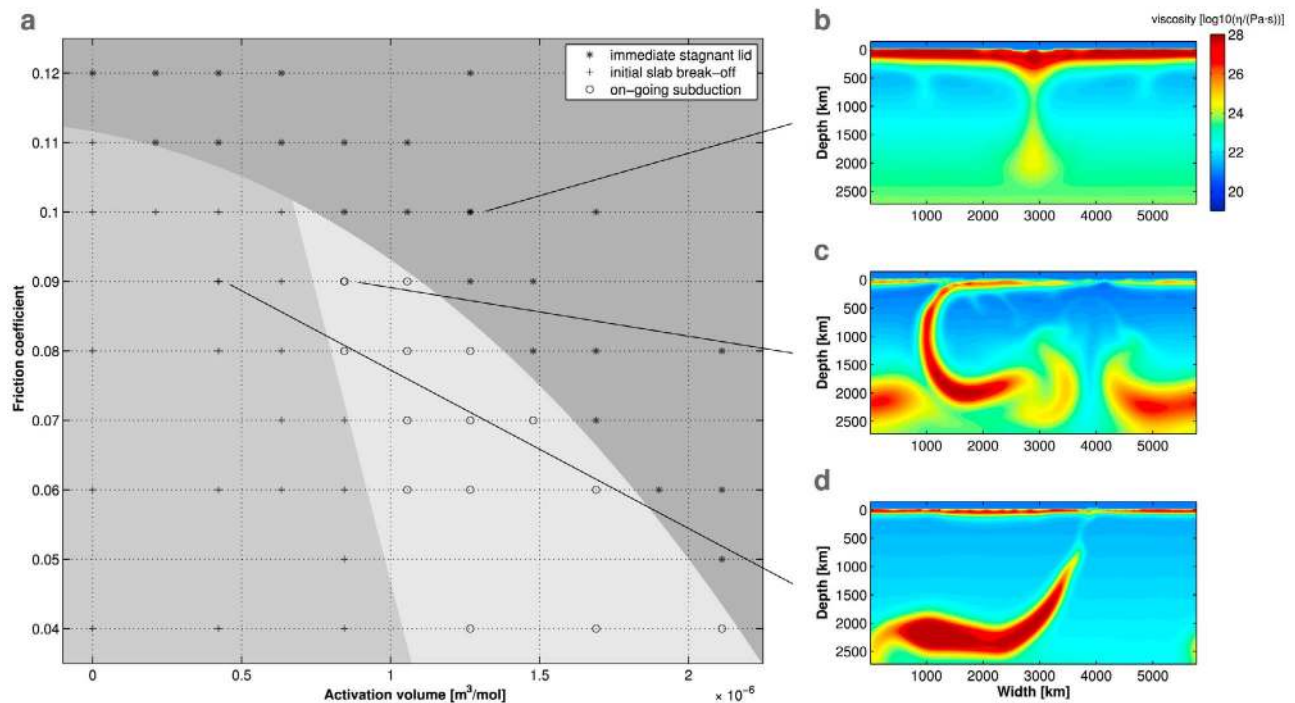 a
immediate stagnant lid
initial slab break-off
on-going subduction
0.12
0.11
0.1
0.09
0.08
0.07
0.06
0.05
0.04
Friction coefficient
0
0.5
1
1.5
2
Activation volume [m³/mol]
× 10⁻⁶
b
viscosity [log10(η/(Pa·s))]
28
26
24
22
20
0
500
1000
1500
2000
2500
Depth [km]
1000 2000 3000 4000 5000
c
0
500
1000
1500
2000
2500
Depth [km]
1000 2000 3000 4000 5000
d
0
500
1000
1500
2000
2500
Depth [km]
1000 2000 3000 4000 5000
Width [km]